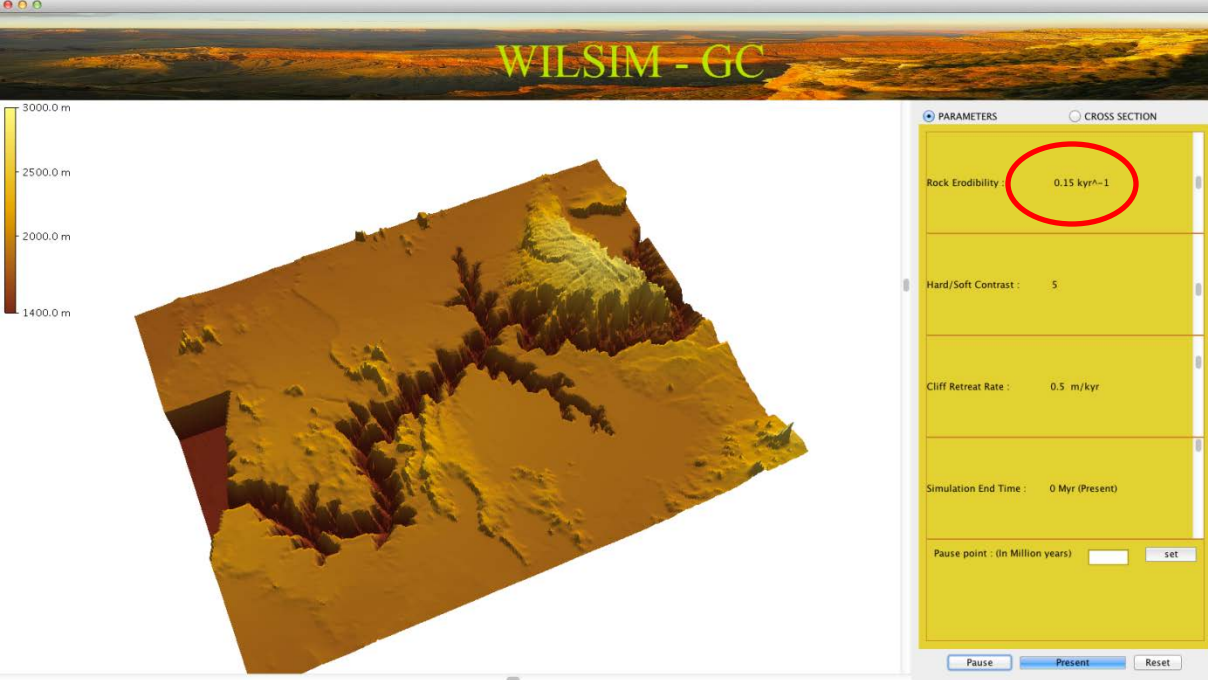 WILSIM - GC
3000.0 m
2500.0 m
2000.0 m
1400.0 m
PARAMETERS
CROSS SECTION
Rock Erodibility : 0.15 kyr^-1
Hard/Soft Contrast : 5
Cliff Retreat Rate : 0.5 m/kyr
Simulation End Time : 0 Myr (Present)
Pause point : (In Million years) set
Pause Present Reset